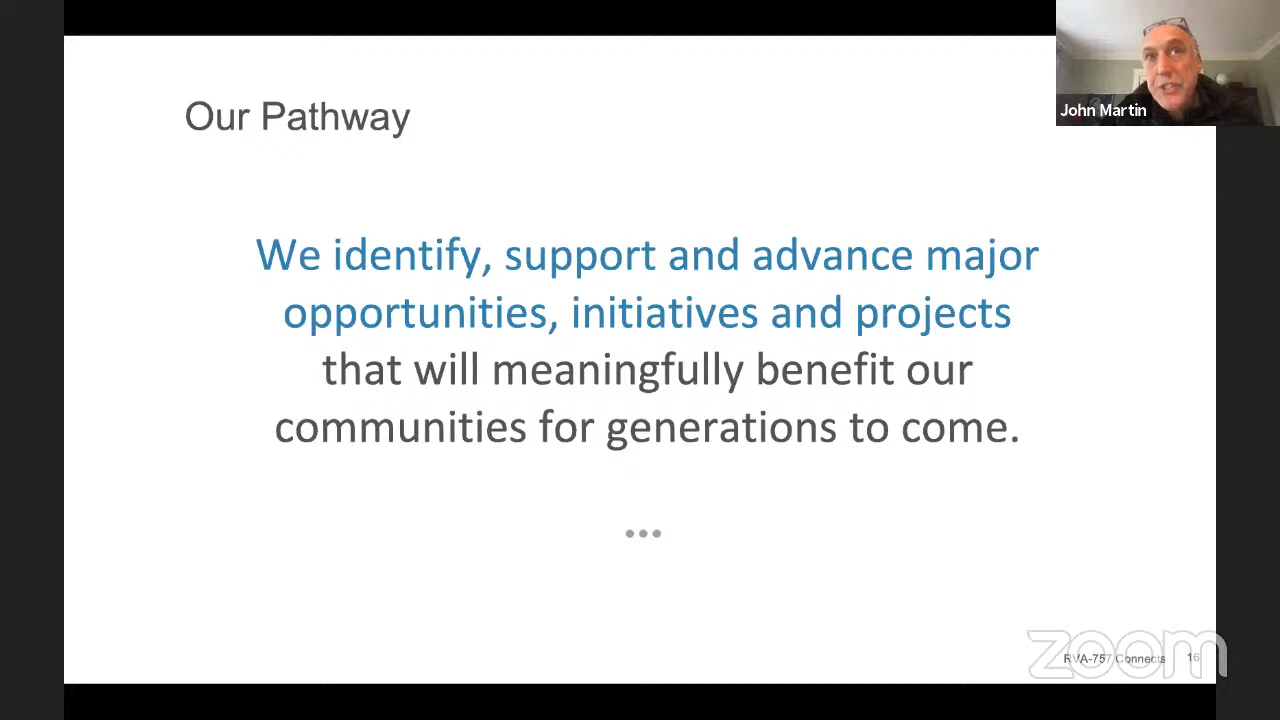 Our Pathway
John Martin
We identify, support and advance major
opportunities, initiatives and projects
that will meaningfully benefit our
communities for generations to come.
•••
RVA-757 Connects 16
zoom